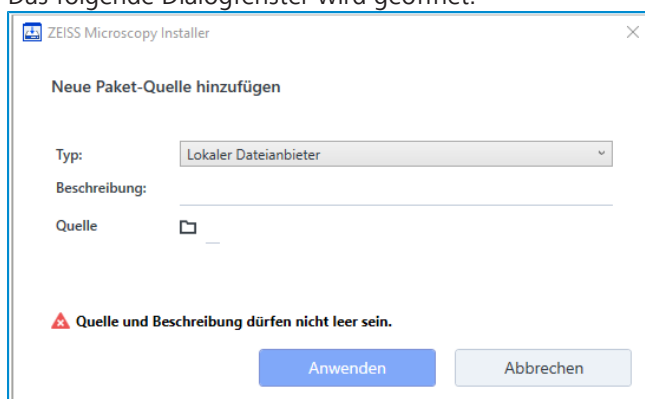 Das folgende Dialogfenster wird geöffnet:
ZEISS Microscopy Installer
Neue Paket-Quelle hinzufügen
Typ: Lokaler Dateianbieter
Beschreibung:
Quelle
Quelle und Beschreibung dürfen nicht leer sein.
Anwenden Abbrechen